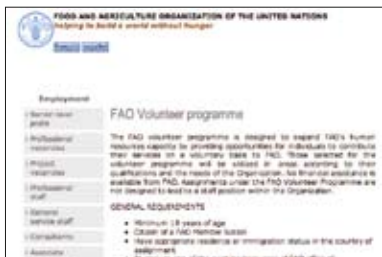 FOOD AND AGRICULTURE ORGANIZATION OF THE UNITED NATIONS
helping to build a world without hunger
Employment
FAO Volunteer programme
Senior level
posts
Professional
vacancies
Project
vacancies
Professional
staff
General
service staff
Consultants
Associate
The FAO volunteer programme is designed to expand FAO's human
resources capacity by providing opportunities for individuals to contribute
their services on a voluntary basis to FAO. Those selected for the
volunteer programme will be utilized in areas according to their
qualifications and the needs of the Organization. No financial assistance is
available from FAO. Assignments under the FAO Volunteer Programme are
not designed to lead to a staff position within the Organization.
GENERAL REQUIREMENTS
Minimum 18 years of age
Citizen of a FAO Member Nation
Have appropriate residence or immigration status in the country of
assignment